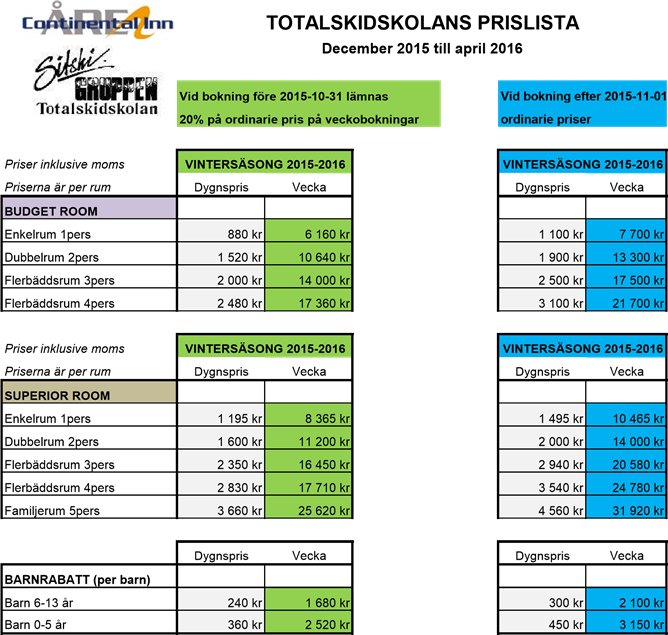 ÅRE
Continental Inn
TOTALSKIDSKOLANS PRISLISTA
December 2015 till april 2016
Sitski
GRUPPEN
Totalskidskolan
Vid bokning före 2015-10-31 lämnas
20% på ordinarie pris på veckobokningar
Vid bokning efter 2015-11-01
ordinarie priser
Priser inklusive moms VINTERSÄSONG 2015-2016 VINTERSÄSONG 2015-2016
Priserna är per rum Dygnspris Vecka Dygnspris Vecka
BUDGET ROOM
Enkelrum 1pers 880 kr 6 160 kr 1 100 kr 7 700 kr
Dubbelrum 2pers 1 520 kr 10 640 kr 1 900 kr 13 300 kr
Flerbäddsrum 3pers 2 000 kr 14 000 kr 2 500 kr 17 500 kr
Flerbäddsrum 4pers 2 480 kr 17 360 kr 3 100 kr 21 700 kr
Priser inklusive moms VINTERSÄSONG 2015-2016 VINTERSÄSONG 2015-2016
Priserna är per rum Dygnspris Vecka Dygnspris Vecka
SUPERIOR ROOM
Enkelrum 1pers 1 195 kr 8 365 kr 1 495 kr 10 465 kr
Dubbelrum 2pers 1 600 kr 11 200 kr 2 000 kr 14 000 kr
Flerbäddsrum 3pers 2 350 kr 16 450 kr 2 940 kr 20 580 kr
Flerbäddsrum 4pers 2 830 kr 17 710 kr 3 540 kr 24 780 kr
Familjerum 5pers 3 660 kr 25 620 kr 4 560 kr 31 920 kr
Dygnspris Vecka Dygnspris Vecka
BARNRABATT (per barn)
Barn 6-13 år 240 kr 1 680 kr 300 kr 2 100 kr
Barn 0-5 år 360 kr 2 520 kr 450 kr 3 150 kr